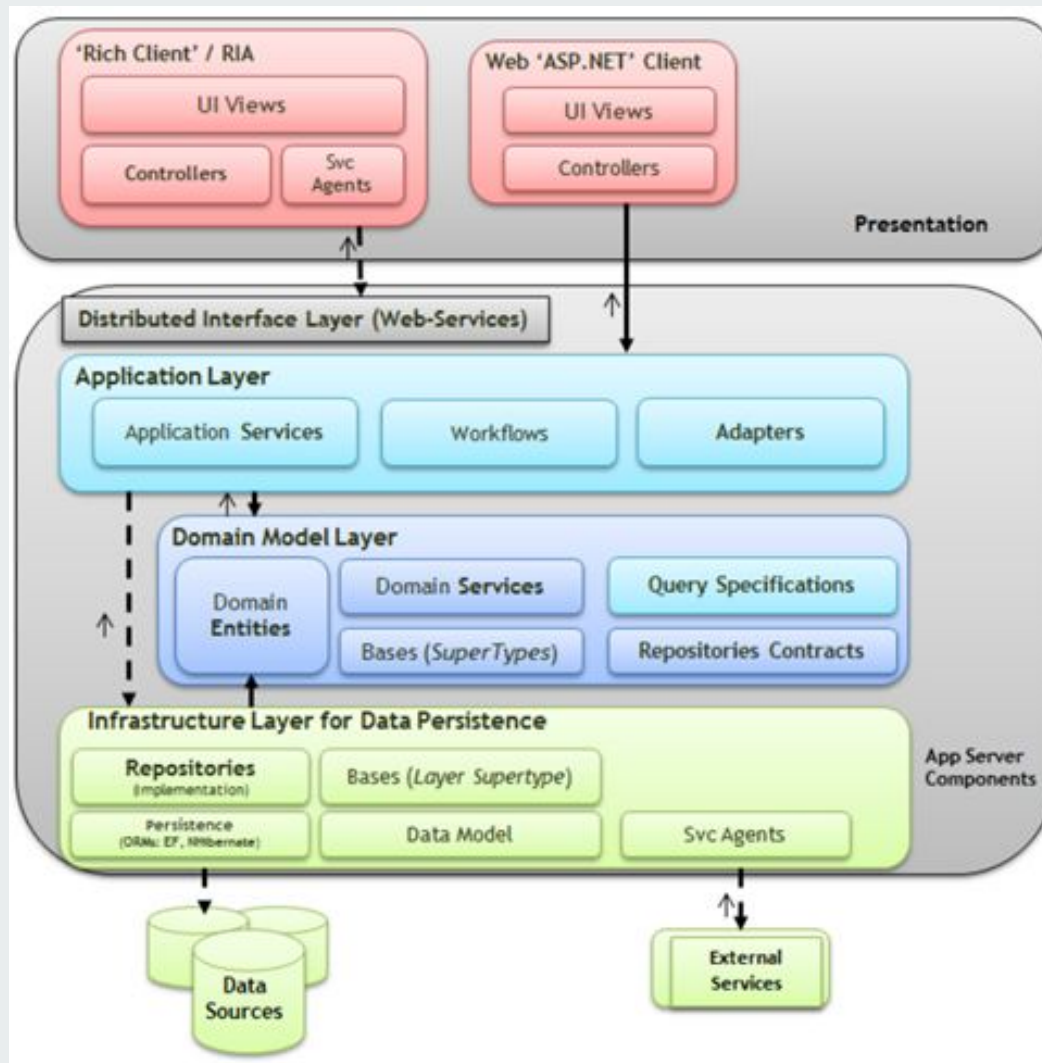 ‘Rich Client’ / RIA
UI Views
Controllers
Svc
Agents
Web ‘ASP.NET’ Client
UI Views
Controllers
Presentation
Distributed Interface Layer (Web-Services)
Application Layer
Application Services
Workflows
Adapters
Domain Model Layer
Domain
Entities
Domain Services
Query Specifications
Bases (SuperTypes)
Repositories Contracts
Infrastructure Layer for Data Persistence
Repositories
(Implementation)
Bases (Layer Supertype)
Persistence
(ORMs: EF, NHibernate)
Data Model
Svc Agents
App Server
Components
Data
Sources
External
Services